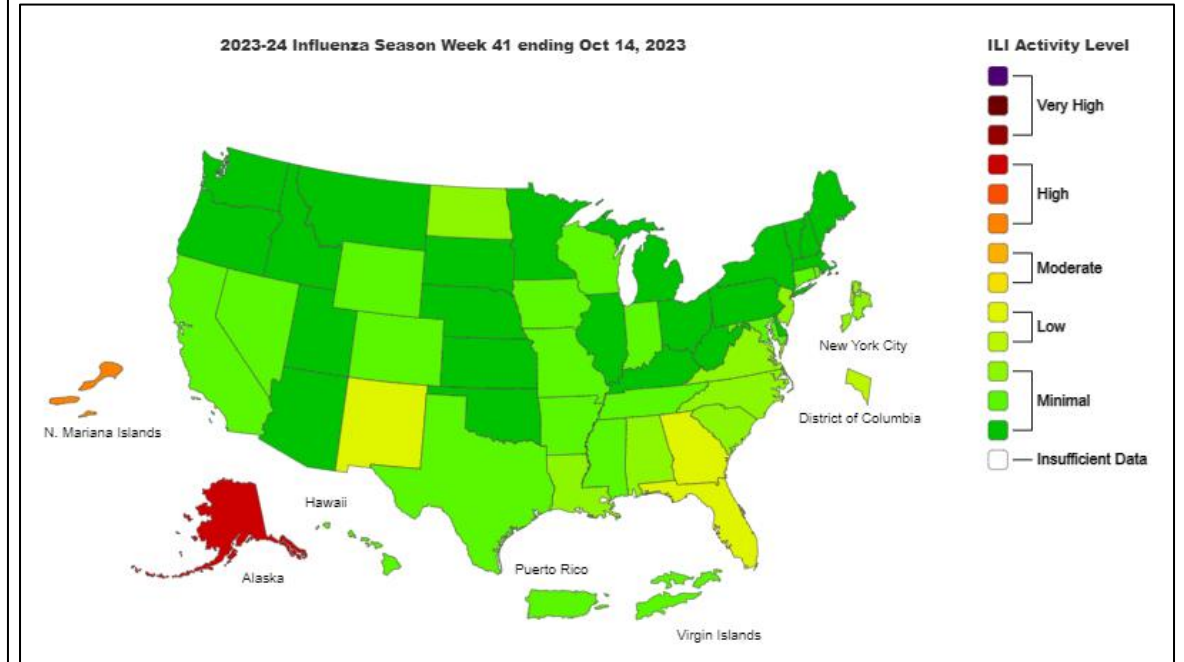 2023-24 Influenza Season Week 41 ending Oct 14, 2023
ILI Activity Level
Very High
High
Moderate
Low
Minimal
Insufficient Data
New York City
District of Columbia
N. Mariana Islands
Hawaii
Alaska
Puerto Rico
Virgin Islands